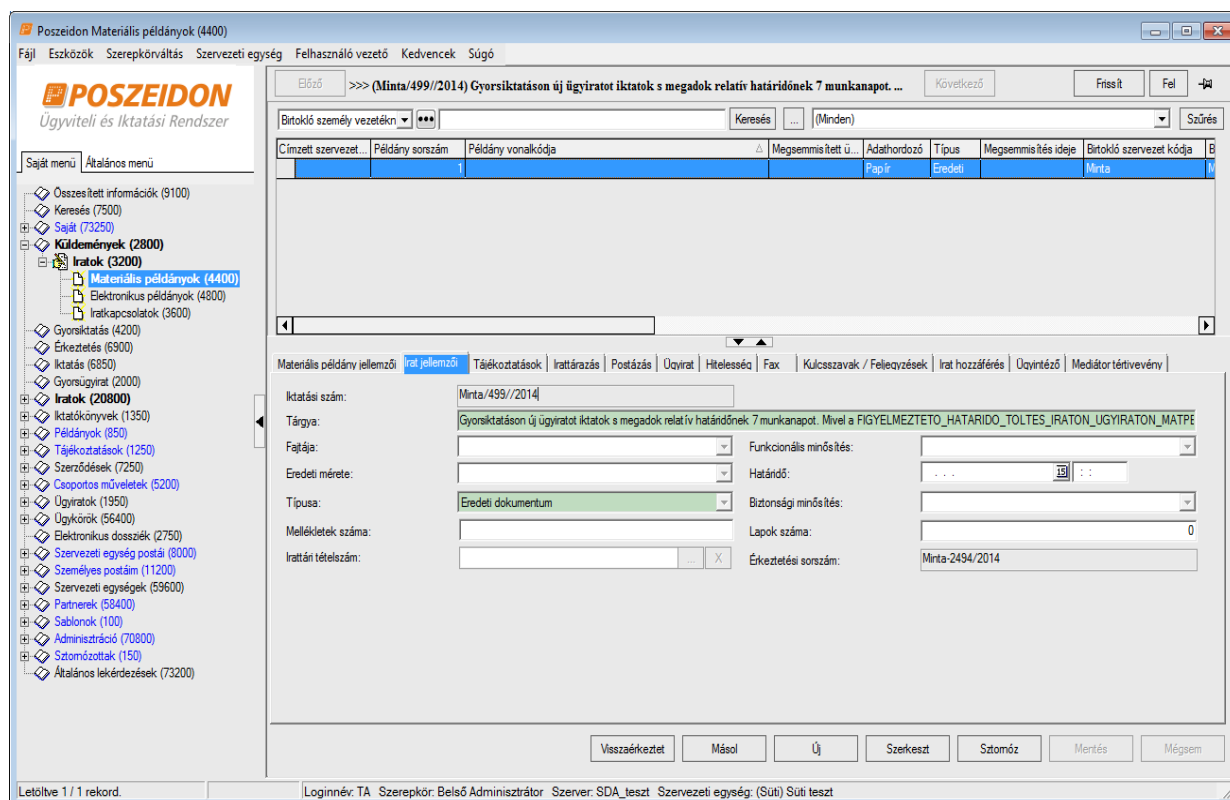 Poszeidon Materiális példányok (4400)
Fájl Eszközök Szerepkörváltás Szervezeti egység Felhasználó vezető Kedvencek Súgó
POSZEIDON
Ügyviteli és Iktatási Rendszer
Saját menü Általános menü
Összesített információk (9100)
Keresés (7500)
Saját (73250)
Küldemények (2800)
Iratok (3200)
Materiális példányok (4400)
Elektronikus példányok (4800)
Iratkapcsolatok (3600)
Gyorsiktatás (4200)
Érkeztetés (6900)
Iktatás (6850)
Gyorsügyirat (2000)
Iratok (20800)
Iktatókönyvek (1350)
Példányok (850)
Tájékoztatások (1250)
Szerződések (7250)
Csoportos műveletek (5200)
Ügyiratok (1950)
Ügykörök (56400)
Elektronikus dossziék (2750)
Szervezeti egység postái (8000)
Személyes postáim (11200)
Szervezeti egységek (59600)
Partnerek (58400)
Sablonok (100)
Adminisztráció (70800)
Sztornózottak (150)
Általános lekérdezések (73200)
Előző >>> (Minta/499//2014) Gyorsiktatáson új ügyiratot iktatok s megadok relatív határidőnek 7 munkanapot. ... Következő Frissít Fel
Birtokló személy vezetékn ... Keresés ... (Minden) Szűrés
Címzett szervezet... Példány sorszám Példány vonalkódja Megsemmisített ü... Adathordozó Típus Megsemmisítés ideje Birtokló szervezet kódja B
1 Papír Eredeti Minta M
Materiális példány jellemzői Irat jellemzői Tájékoztatások Irattárazás Postázás Ügyirat Hitelesség Fax Kulcsszavak / Feljegyzések Irat hozzáférés Ügyintéző Mediátor tértivevény
Iktatási szám: Minta/499//2014
Tárgya: Gyorsiktatáson új ügyiratot iktatok s megadok relatív határidőnek 7 munkanapot. Mivel a FIGYELMEZTETO_HATARIDO_TOLTES_IRATON_UGYIRATON_MATPE
Fajtája: Funkcionális minősítés:
Eredeti mérete: Határidő: . . . 15 : :
Típusa: Eredeti dokumentum Biztonsági minősítés:
Mellékletek száma: Lapok száma: 0
Irattári tételszám: ... X Érkeztetési sorszám: Minta-2494/2014
Visszaérkeztet Másol Új Szerkeszt Sztornóz Mentés Mégsem
Letöltve 1 / 1 rekord. Loginnév: TA Szerepkör: Belső Adminisztrátor Szerver: SDA_teszt Szervezeti egység: (Süti) Süti teszt